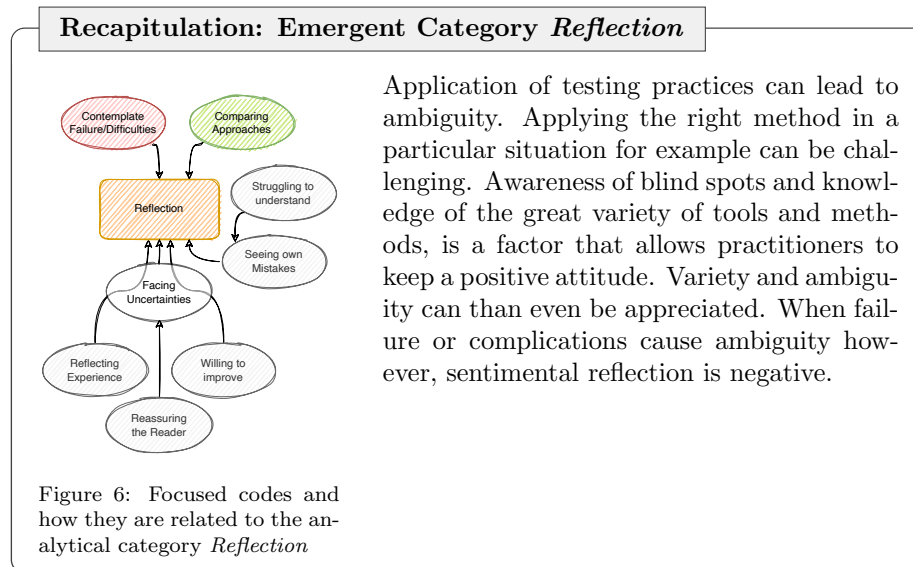 Recapitulation: Emergent Category Reflection
Contemplate
Failure/Difficulties
Comparing
Approaches
Struggling to
understand
Reflection
Seeing own
Mistakes
Facing
Uncertainties
Reflecting
Experience
Willing to
improve
Reassuring
the Reader
Figure 6: Focused codes and
how they are related to the an-
alytical category Reflection
Application of testing practices can lead to
ambiguity. Applying the right method in a
particular situation for example can be chal-
lenging. Awareness of blind spots and knowl-
edge of the great variety of tools and meth-
ods, is a factor that allows practitioners to
keep a positive attitude. Variety and ambigu-
ity can than even be appreciated. When fail-
ure or complications cause ambiguity how-
ever, sentimental reflection is negative.